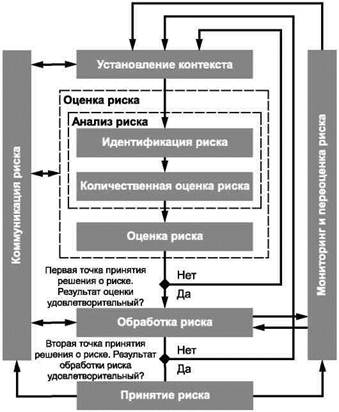 Установление контекста
Оценка риска
Анализ риска
Идентификация риска
Количественная оценка риска
Оценка риска
Коммуникация риска
Мониторинг и переоценка риска
Первая точка принятия
решения о риске.
Результат оценки
удовлетворительный?
Нет
Да
Обработка риска
Вторая точка принятия
решения о риске. Результат
обработки риска
удовлетворительный?
Нет
Да
Принятие риска